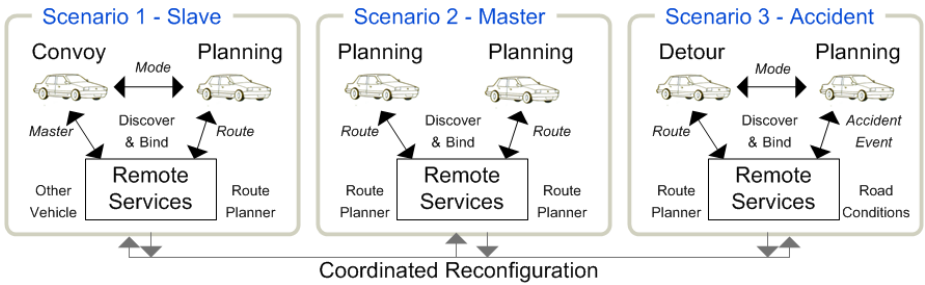 Scenario 1 - Slave
Convoy
Planning
Mode
Master
Discover
& Bind
Route
Other
Vehicle
Remote
Services
Route
Planner
Scenario 2 - Master
Planning
Planning
Route
Discover
& Bind
Route
Route
Planner
Remote
Services
Route
Planner
Scenario 3 - Accident
Detour
Planning
Mode
Route
Discover
& Bind
Accident
Event
Route
Planner
Remote
Services
Road
Conditions
Coordinated Reconfiguration